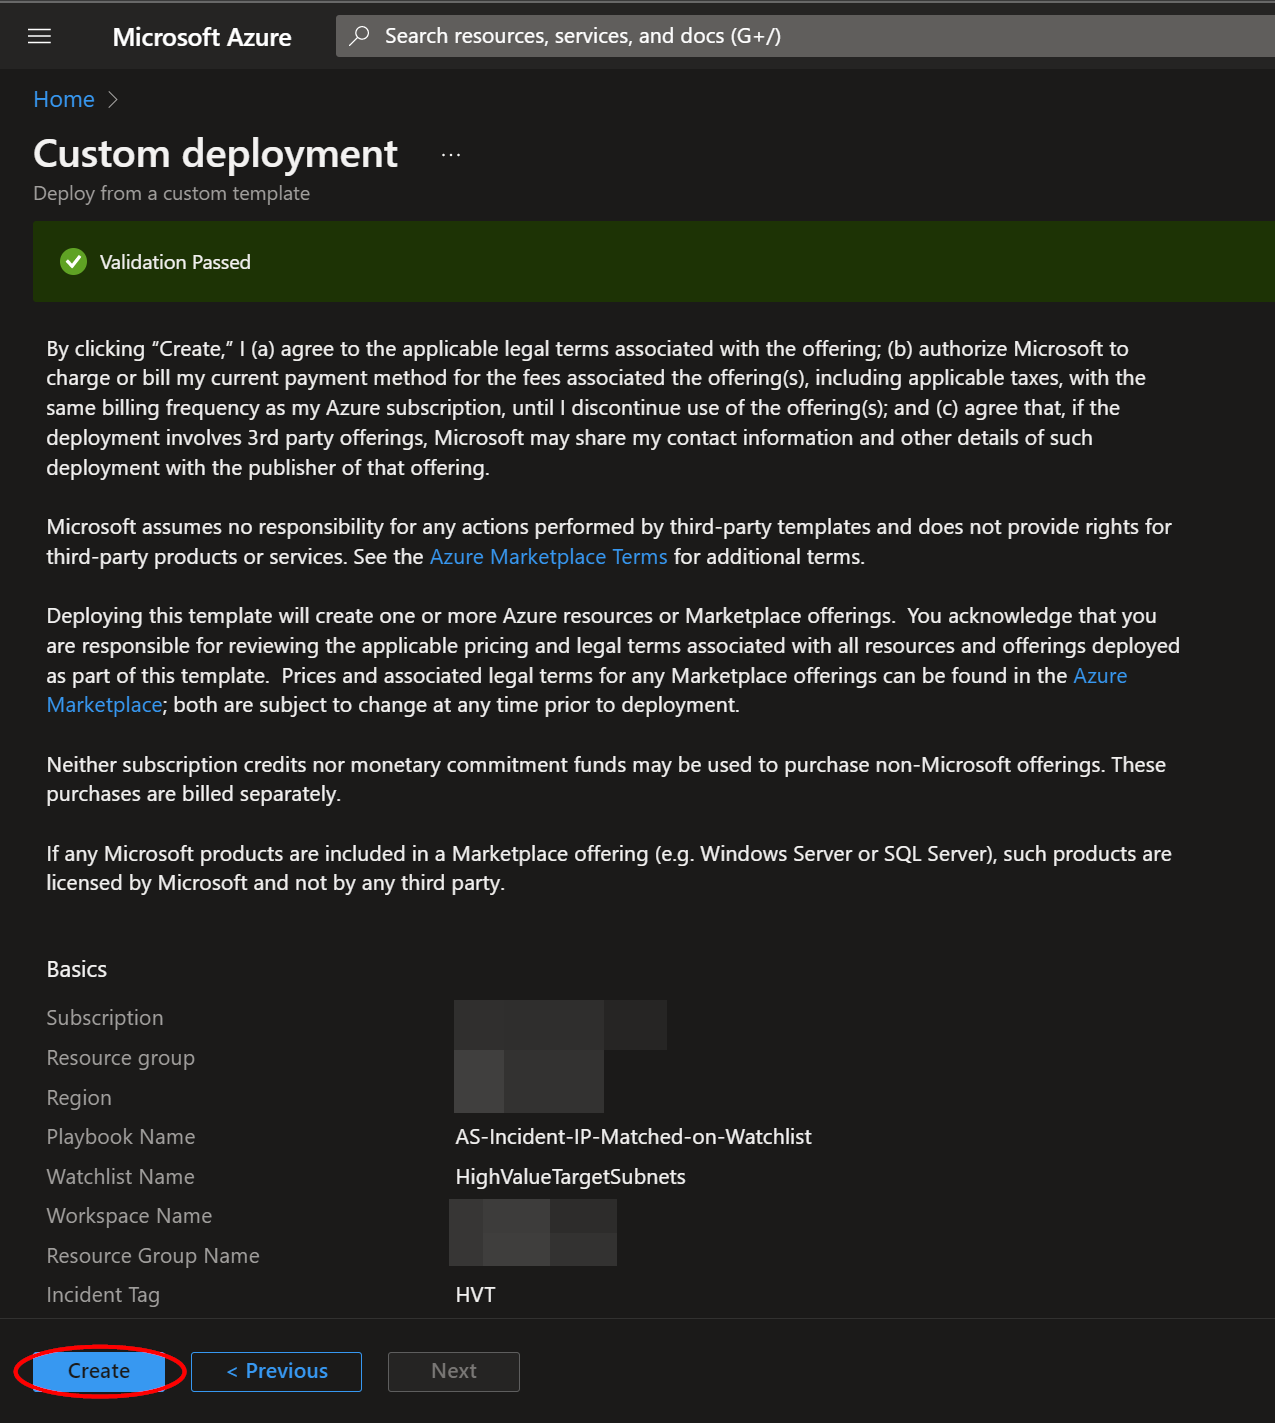 Microsoft Azure
Search resources, services, and docs (G+/)
Home
Custom deployment ...
Deploy from a custom template
Validation Passed
By clicking “Create,” I (a) agree to the applicable legal terms associated with the offering; (b) authorize Microsoft to
charge or bill my current payment method for the fees associated the offering(s), including applicable taxes, with the
same billing frequency as my Azure subscription, until I discontinue use of the offering(s); and (c) agree that, if the
deployment involves 3rd party offerings, Microsoft may share my contact information and other details of such
deployment with the publisher of that offering.
Microsoft assumes no responsibility for any actions performed by third-party templates and does not provide rights for
third-party products or services. See the Azure Marketplace Terms for additional terms.
Deploying this template will create one or more Azure resources or Marketplace offerings.  You acknowledge that you
are responsible for reviewing the applicable pricing and legal terms associated with all resources and offerings deployed
as part of this template.  Prices and associated legal terms for any Marketplace offerings can be found in the Azure
Marketplace; both are subject to change at any time prior to deployment.
Neither subscription credits nor monetary commitment funds may be used to purchase non-Microsoft offerings. These
purchases are billed separately.
If any Microsoft products are included in a Marketplace offering (e.g. Windows Server or SQL Server), such products are
licensed by Microsoft and not by any third party.
Basics
Subscription
Resource group
Region
Playbook Name AS-Incident-IP-Matched-on-Watchlist
Watchlist Name HighValueTargetSubnets
Workspace Name
Resource Group Name
Incident Tag HVT
Create < Previous Next